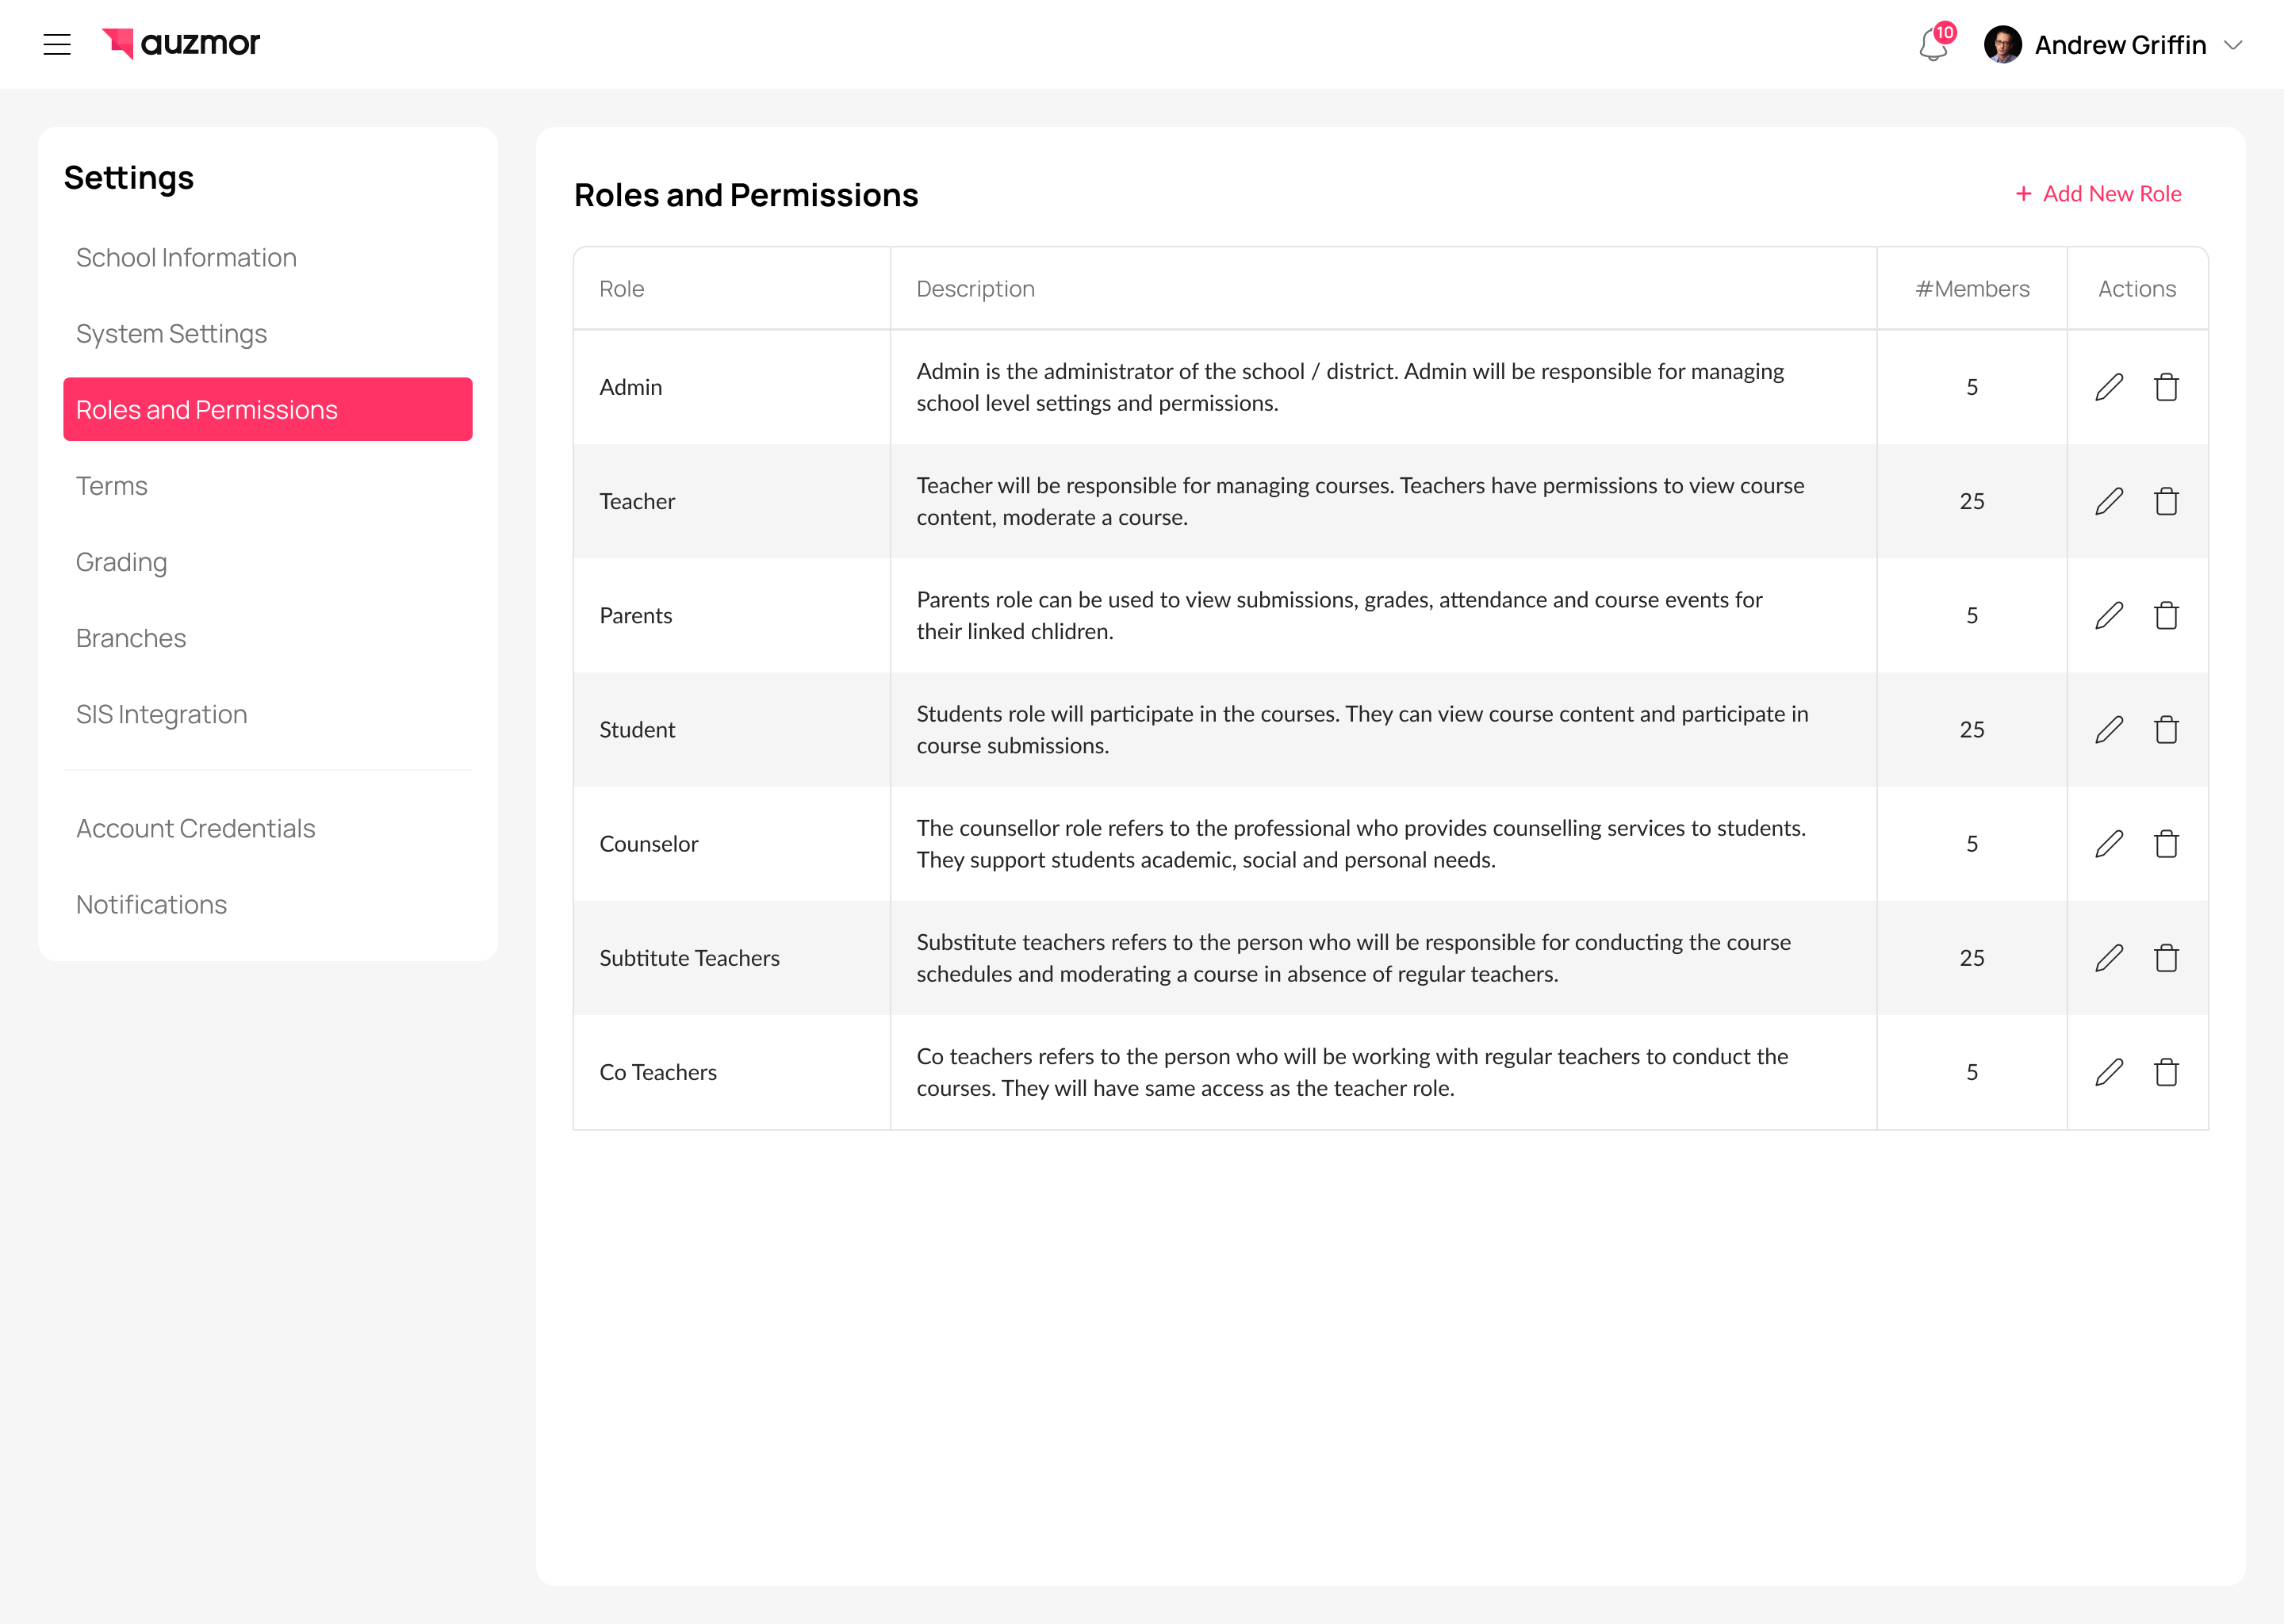 auzmor
10
Andrew Griffin
Settings
School Information
System Settings
Roles and Permissions
Terms
Grading
Branches
SIS Integration
Account Credentials
Notifications
Roles and Permissions
+ Add New Role
Role
Description
#Members
Actions
Admin
Admin is the administrator of the school / district. Admin will be responsible for managing
school level settings and permissions.
5
Teacher
Teacher will be responsible for managing courses. Teachers have permissions to view course
content, moderate a course.
25
Parents
Parents role can be used to view submissions, grades, attendance and course events for
their linked chlidren.
5
Student
Students role will participate in the courses. They can view course content and participate in
course submissions.
25
Counselor
The counsellor role refers to the professional who provides counselling services to students.
They support students academic, social and personal needs.
5
Subtitute Teachers
Substitute teachers refers to the person who will be responsible for conducting the course
schedules and moderating a course in absence of regular teachers.
25
Co Teachers
Co teachers refers to the person who will be working with regular teachers to conduct the
courses. They will have same access as the teacher role.
5